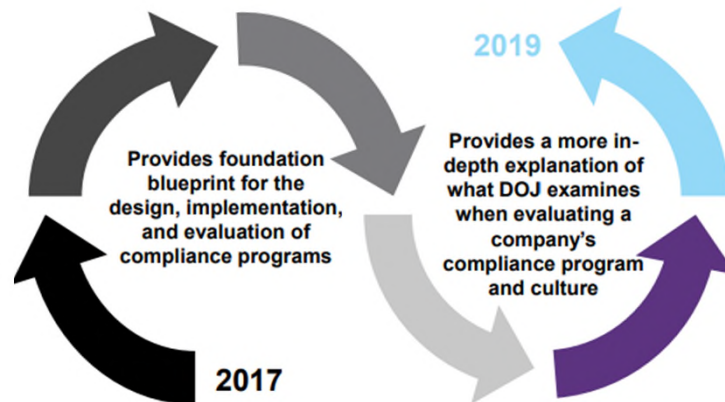 2017
Provides foundation
blueprint for the
design, implementation,
and evaluation of
compliance programs
2019
Provides a more in-
depth explanation of
what DOJ examines
when evaluating a
company's
compliance program
and culture